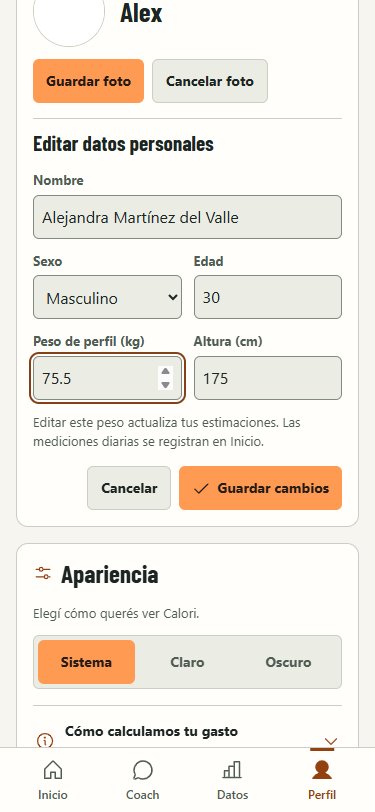 Alex
Guardar foto
Cancelar foto
Editar datos personales
Nombre
Alejandra Martínez del Valle
Sexo
Edad
Masculino
30
Peso de perfil (kg)
Altura (cm)
75.5
175
Editar este peso actualiza tus estimaciones. Las
mediciones diarias se registran en Inicio.
Cancelar
Guardar cambios
Apariencia
Elegí cómo querés ver Calori.
Sistema
Claro
Oscuro
Cómo calculamos tu gasto
Inicio
Coach
Datos
Perfil